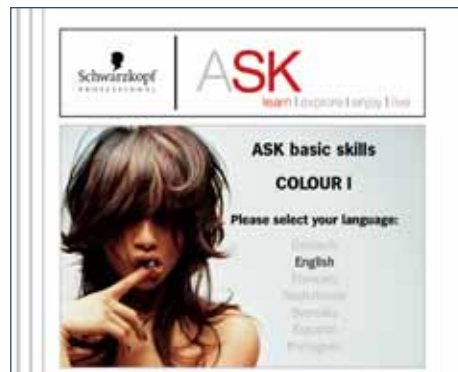 Schwarzkopf
PROFESSIONAL
ASK
learn | explore | enjoy | live
ASK basic skills
COLOUR I
Please select your language:
Deutsch
English
Français
Nederlands
Svenska
Español
Português